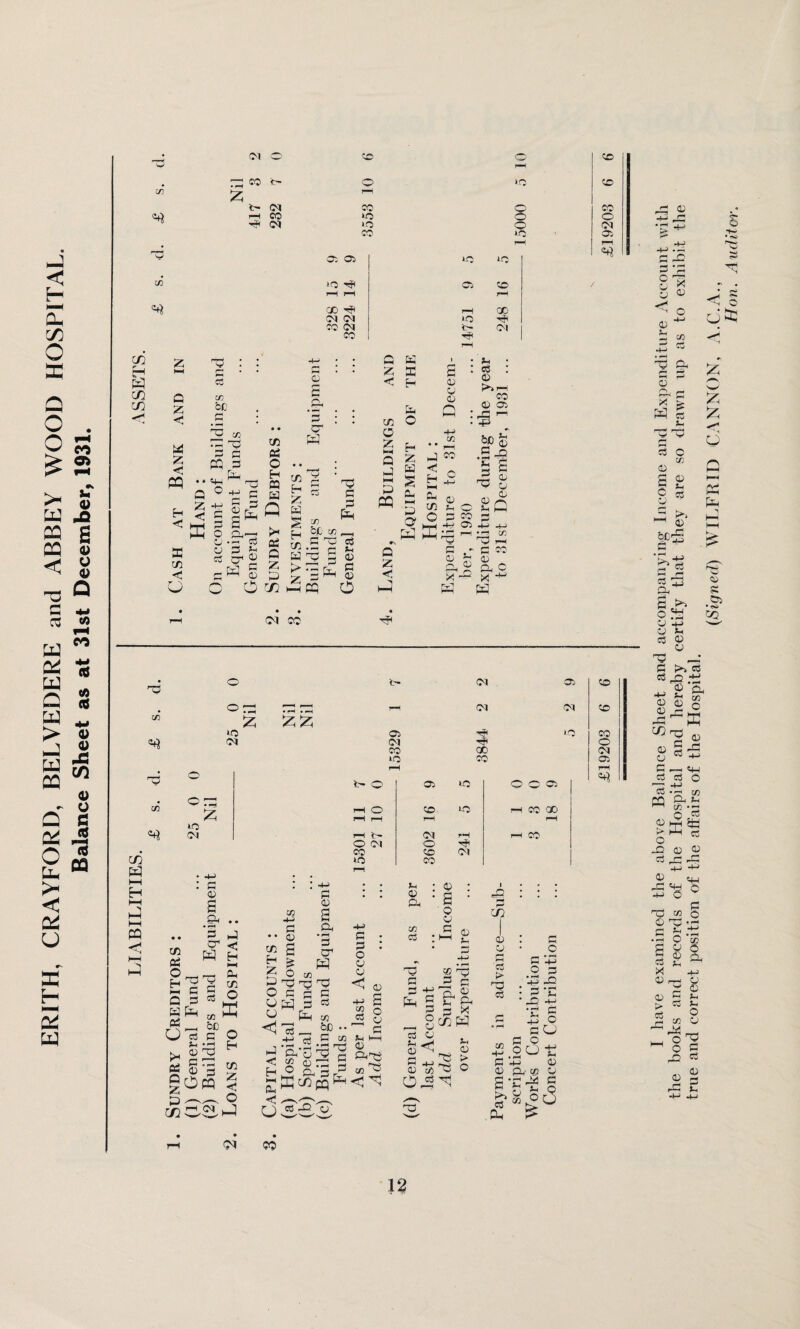 ERITH, CRAYFORD, BELVEDERE and ABBEY WOOD HOSPITAL.
Balance Sheet as at 31st December, 1931.
LIABILITIES.
£ s. d. £ s. d.
1. SUNDRY CREDITORS :
(1) General Fund ... ... 25 0 0
(2) Buildings and Equipment Nil
25 0 0
2. LOANS TO HOSPITAL : Nil
3. CAPITAL ACCOUNTS :
(a) Hospital Endowments ... Nil
(b) Special Funds ... ... Nil
(c) Buildings and Equipment
Funds :
As per last Account ... 15301 11 7
Add Income ... ... 27 10 0
15329 1 7
(d) General Fund, as per
last Account ... ... 3602 16 9
Add Surplus Income
over Expenditure ... 241 5 5
3844 2 2
Payments in advance—Sub-
scription ... ... 1 1 0
Works Contribution ... 3 0
Concert Contribution ... 18 9
5 2 9
£19203 6 6
ASSETS.
£ s. d. £ s. d.
1. CASH AT BANK AND IN
HAND :
On account of Buildings and
Equipment Funds ... Nil
General Fund ... ... 417 3 2
2. SUNDRY DEBTORS : ... 232 7 0
3. INVESTMENTS :
Buildings and Equipment
Funds ... ... 328 15 9
General Fund ... ... 3224 14 9
3553 10 6
4. LAND, BUILDINGS AND
EQUIPMENT OF THE
HOSPITAL :
Expenditure to 31st Decem-
ber, 1930 ... ... 14751 9 5
Expenditure during the year
to 31st December, 1931 ... 248 16 5
15000 5 10
£19203 6 6
I have examined the above Balance Sheet and accompanying Income and Expenditure Account with
the books and records of the Hospital and hereby certify that they are so drawn up as to exhibit the
true and correct position of the affairs of the Hospital.
(Signed) WILFRID CANNON, A.C.A.,
Hon. Auditor.
12